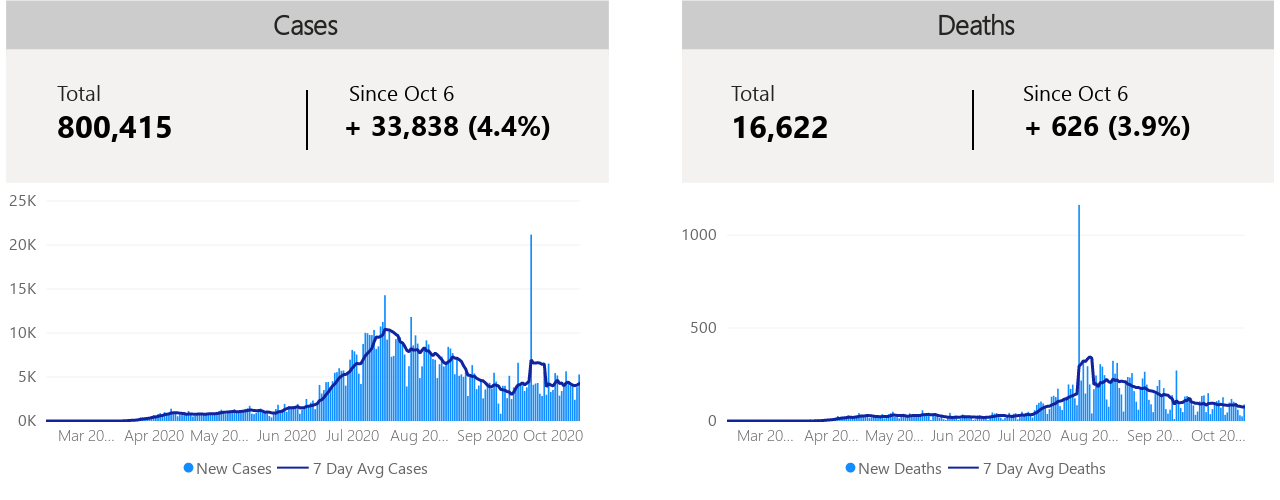 Cases
Total
800,415
Since Oct 6
+ 33,838 (4.4%)
25K
20K
15K
10K
5K
0K
Mar 20... Apr 2020 May 20... Jun 2020 Jul 2020 Aug 20... Sep 2020 Oct 2020
New Cases 7 Day Avg Cases
Deaths
Total
16,622
Since Oct 6
+ 626 (3.9%)
1000
500
0
Mar 20... Apr 20... May 20... Jun 2020 Jul 2020 Aug 20... Sep 20... Oct 20...
New Deaths 7 Day Avg Deaths